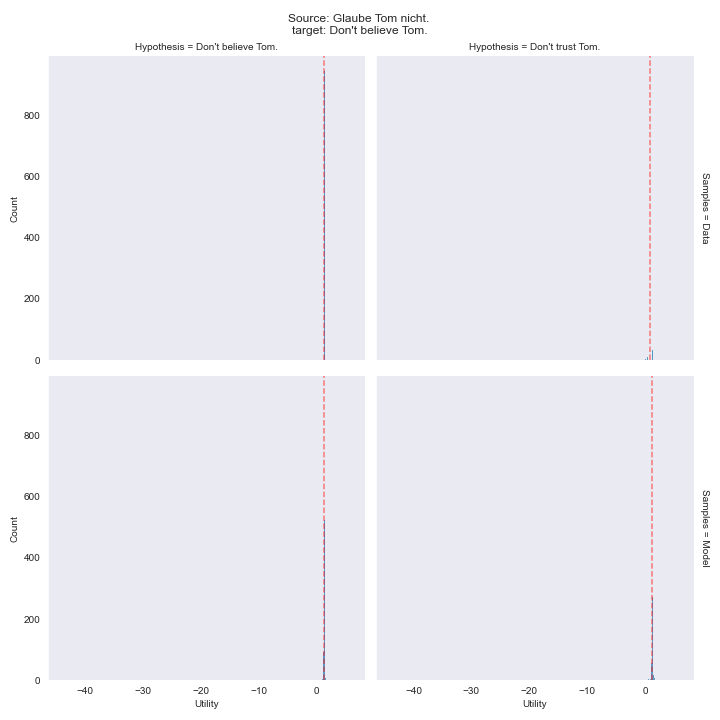 Source: Glaube Tom nicht.
target: Don't believe Tom.
Hypothesis = Don't believe Tom.
Hypothesis = Don't trust Tom.
800
600
400
200
0
Count
Samples = Data
800
600
400
200
0
Count
Samples = Model
−40
−30
−20
−10
0
−40
−30
−20
−10
0
Utility
Utility